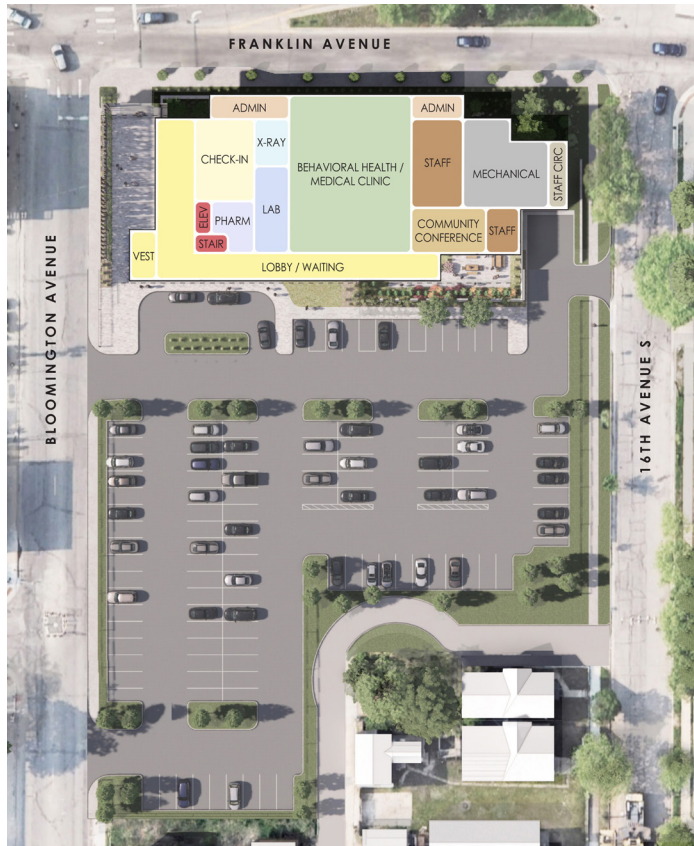 FRANKLIN AVENUE
ADMIN
ADMIN
CHECK-IN
X-RAY
BEHAVIORAL HEALTH /
MEDICAL CLINIC
STAFF
MECHANICAL
STAFF CIRC
ELEV
PHARM
LAB
STAIR
COMMUNITY
CONFERENCE
STAFF
VEST
LOBBY / WAITING
BLOOMINGTON AVENUE
16TH AVENUE S